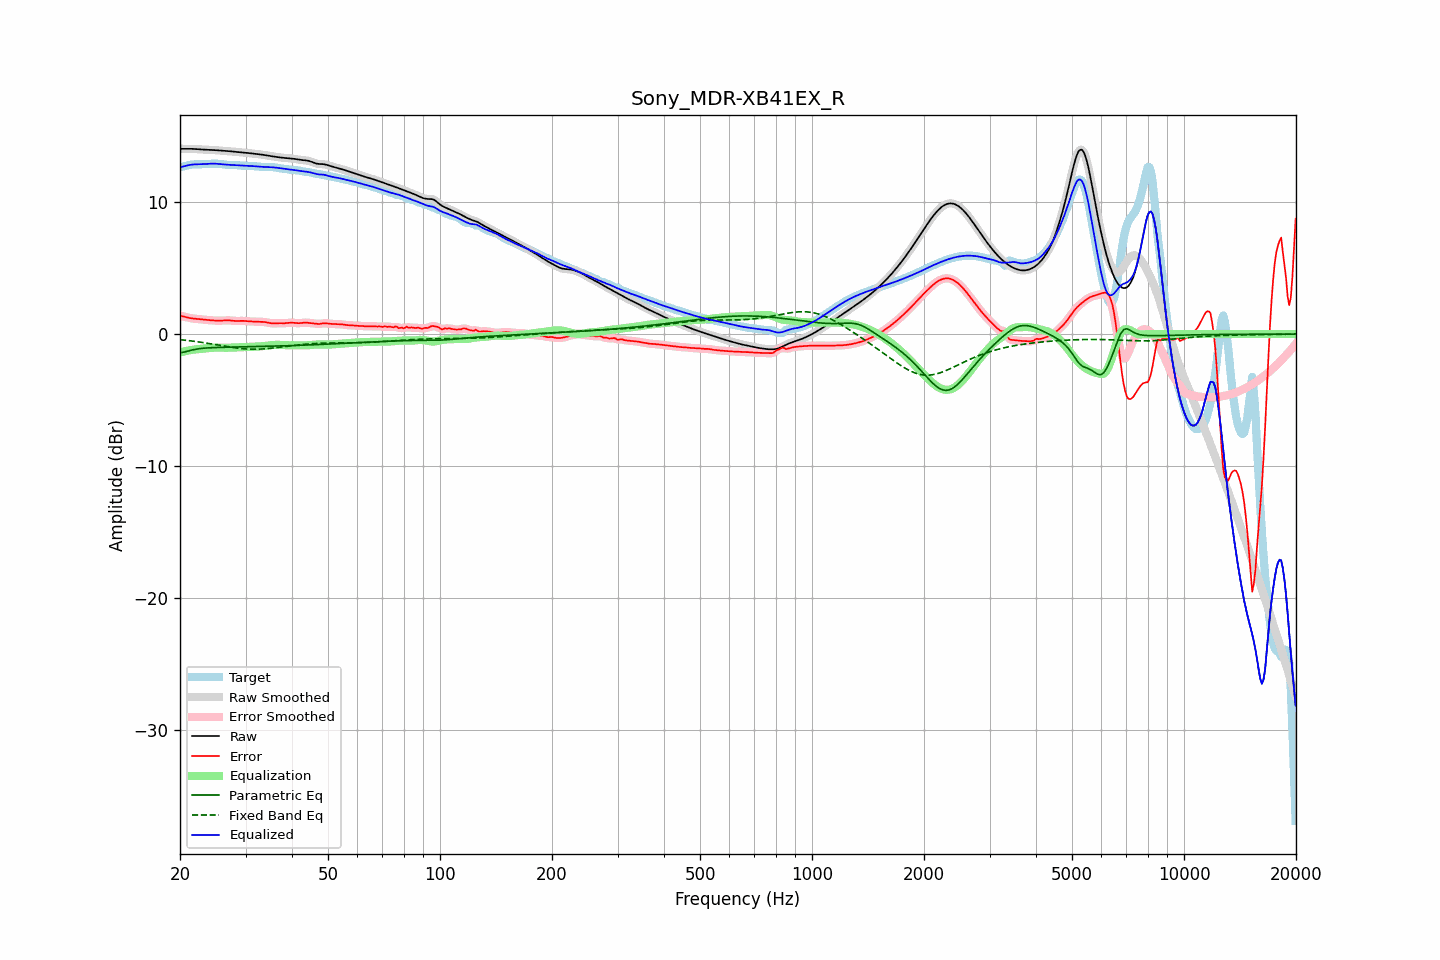 Sony_MDR-XB41EX_R
Amplitude (dBr)
10
0
−10
−20
−30
Target
Raw Smoothed
Error Smoothed
Raw
Error
Equalization
Parametric Eq
Fixed Band Eq
Equalized
20 50 100 200 500 1000 2000 5000 10000 20000
Frequency (Hz)